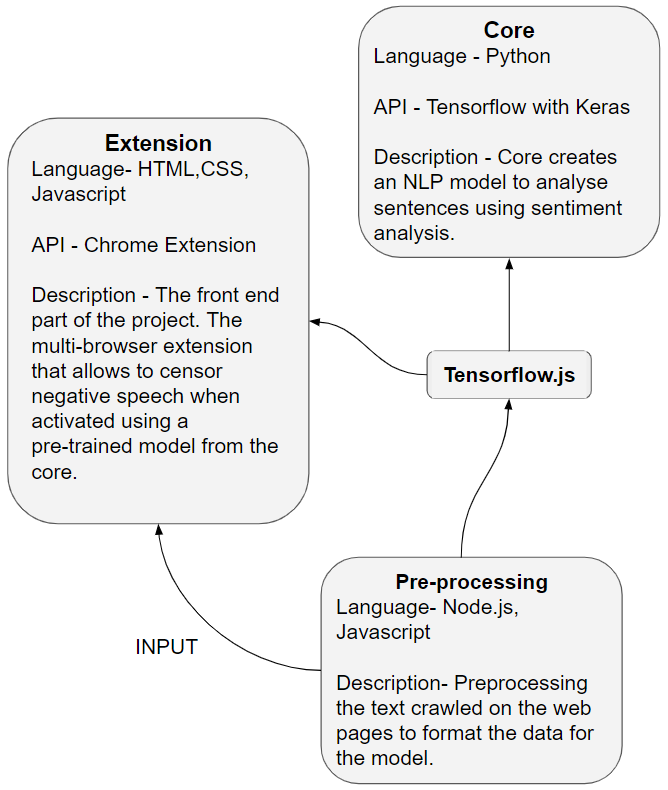 Core
Language - Python
API - Tensorflow with Keras
Description - Core creates
an NLP model to analyse
sentences using sentiment
analysis.
Extension
Language- HTML,CSS,
Javascript
API - Chrome Extension
Description - The front end
part of the project. The
multi-browser extension
that allows to censor
negative speech when
activated using a
pre-trained model from the
core.
Tensorflow.js
Pre-processing
Language- Node.js,
Javascript
Description- Preprocessing
the text crawled on the web
pages to format the data for
the model.
INPUT